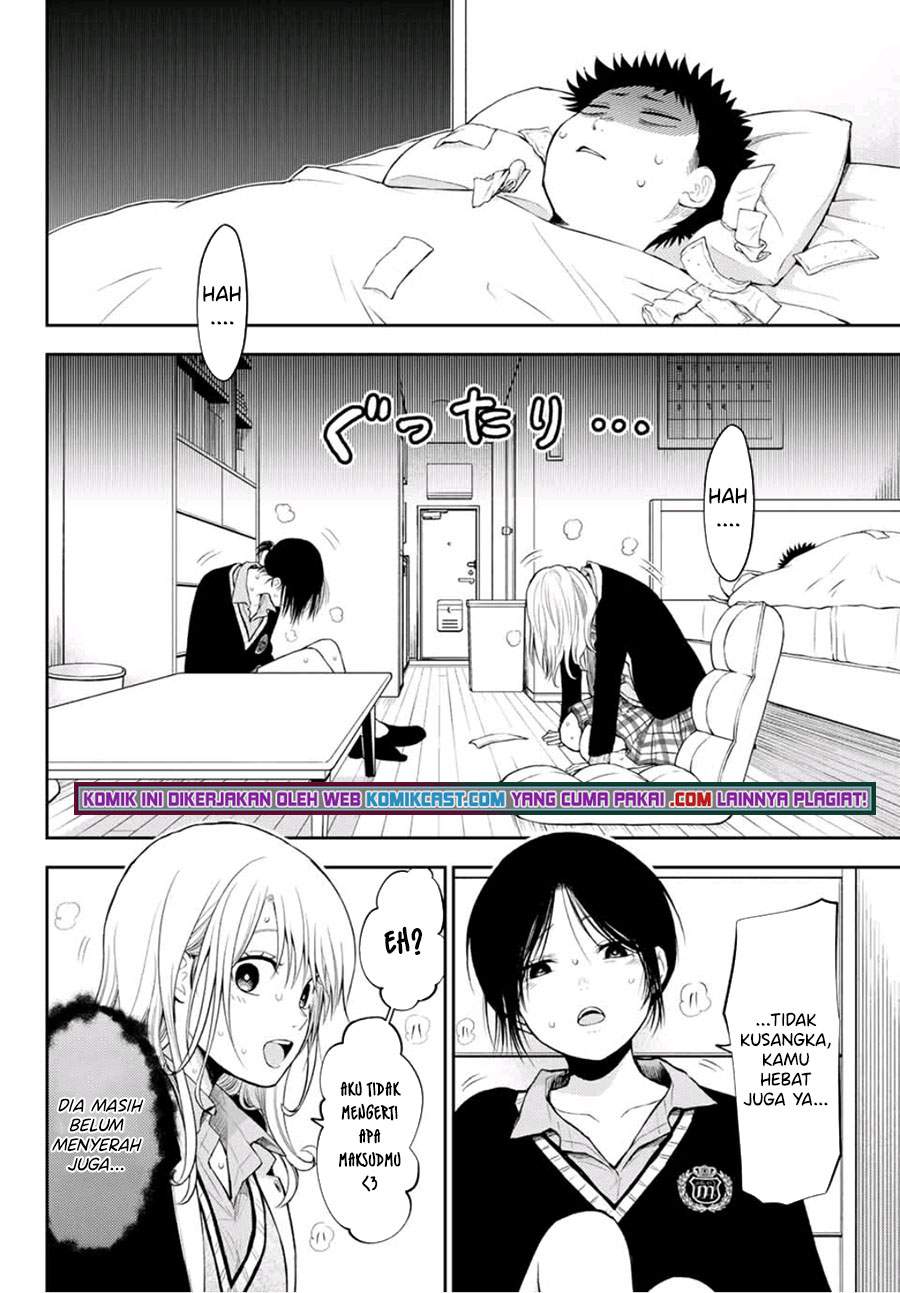 HAH
....
ぐったり…
HAH
....
KOMIK INI DIKERJAKAN OLEH WEB KOMIKCAST.COM YANG CUMA PAKAI .COM LAINNYA PLAGIAT!
...TIDAK
KUSANGKA,
KAMU
HEBAT
JUGA YA...
m
EH?
AKU TIDAK
MENGERTI
APA
MAKSUDMU
<3
DIA MASIH
BELUM
MENYERAH
JUGA...